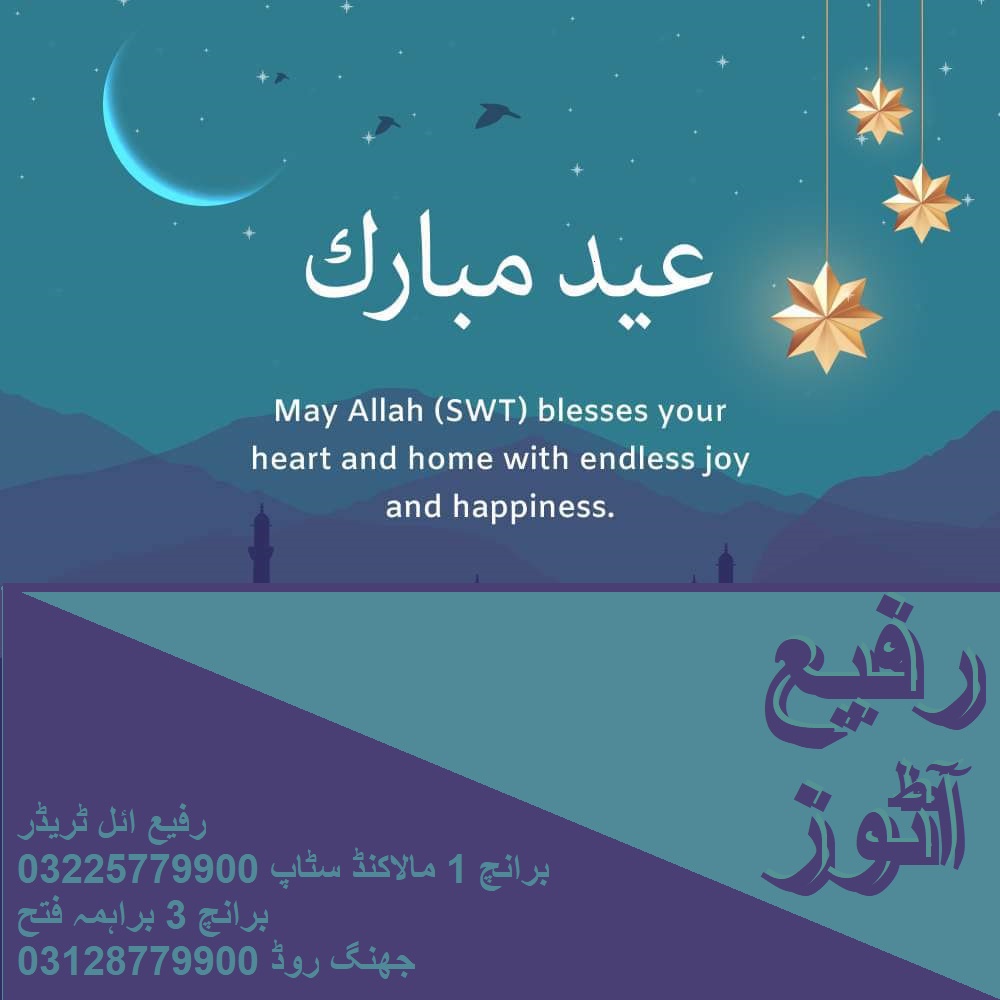 عيد مبارك
May Allah (SWT) blesses your
heart and home with endless joy
and happiness.
رفیع
آٹوز
رفیع ائل ٹریڈر
برانچ 1 مالاکنڈ سٹاپ 03225779900
برانچ 3 براہمہ فتح
جھنگ روڈ 03128779900